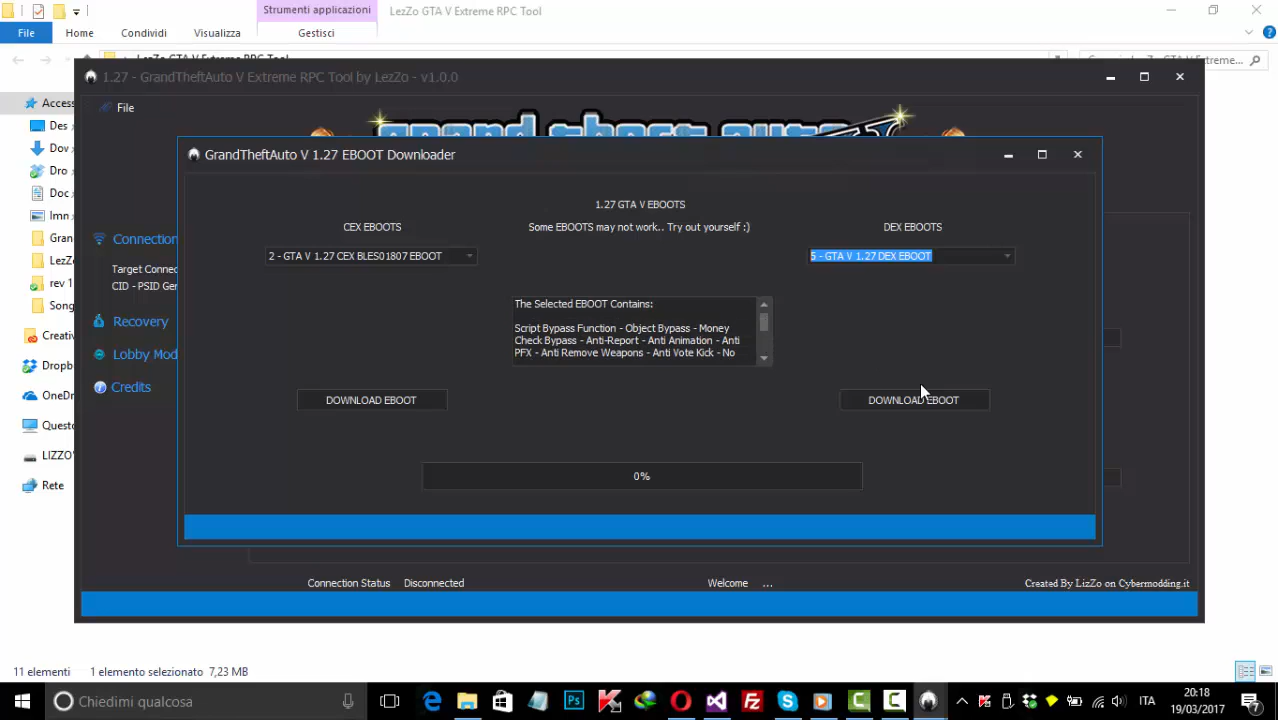 Strumenti applicazioni
LezZo GTA V Extreme RPC Tool
File
Home
Condividi
Visualizza
Gestisci
1.27 - GrandTheftAuto V Extreme RPC Tool by LezZo - v1.0.0
File
Access
Des
Dov
Dro
Doc
Imn
Gran
LezZ
rev 1
Song
Creativ
Dropb
OneDr
Questo
LIZZO'
Rete
Connection
Target Connec
CID - PSID Gen
Recovery
Lobby Mod
Credits
GrandTheftAuto V 1.27 EBOOT Downloader
1.27 GTA V EBOOTS
CEX EBOOTS
Some EBOOTS may not work.. Try out yourself :)
DEX EBOOTS
2 - GTA V 1.27 CEX BLES01807 EBOOT
5 - GTA V 1.27 DEX EBOOT
The Selected EBOOT Contains:
Script Bypass Function - Object Bypass - Money
Check Bypass - Anti-Report - Anti Animation - Anti
PFX - Anti Remove Weapons - Anti Vote Kick - No
DOWNLOAD EBOOT
DOWNLOAD EBOOT
0%
Connection Status Disconnected
Welcome ...
Created By LizZo on Cybermodding.it
11 elementi 1 elemento selezionato 7,23 MB
Chiedimi qualcosa
ITA
20:18
19/03/2017
7